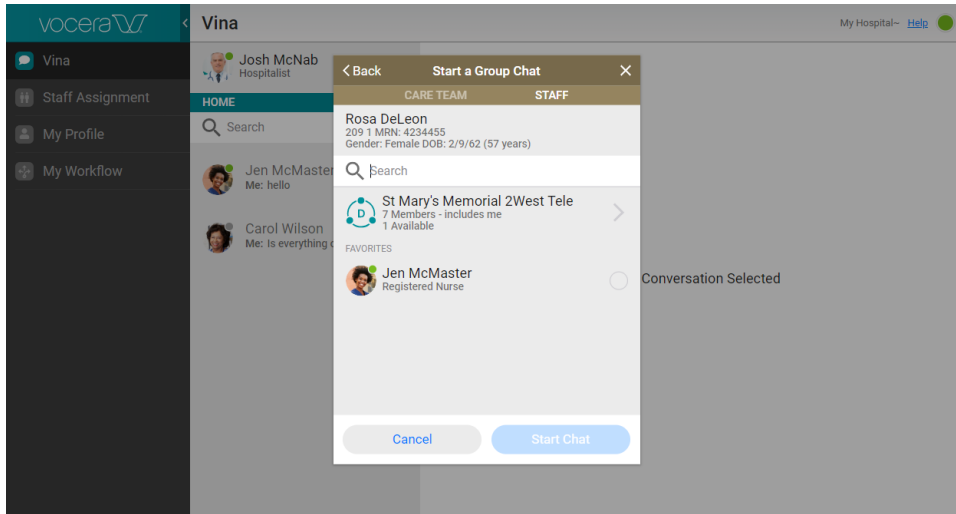 vocera
Vina
My Hospital~ Help
Vina
Staff Assignment
My Profile
My Workflow
Josh McNab
Hospitalist
HOME
Search
Jen McMaster
Me: hello
Carol Wilson
Me: Is everything
Back Start a Group Chat
CARE TEAM STAFF
Rosa DeLeon
209 1 MRN: 4234455
Gender: Female DOB: 2/9/62 (57 years)
Search
D
St Mary's Memorial 2West Tele
7 Members - includes me
1 Available
FAVORITES
Jen McMaster
Registered Nurse
Cancel Start Chat
Conversation Selected